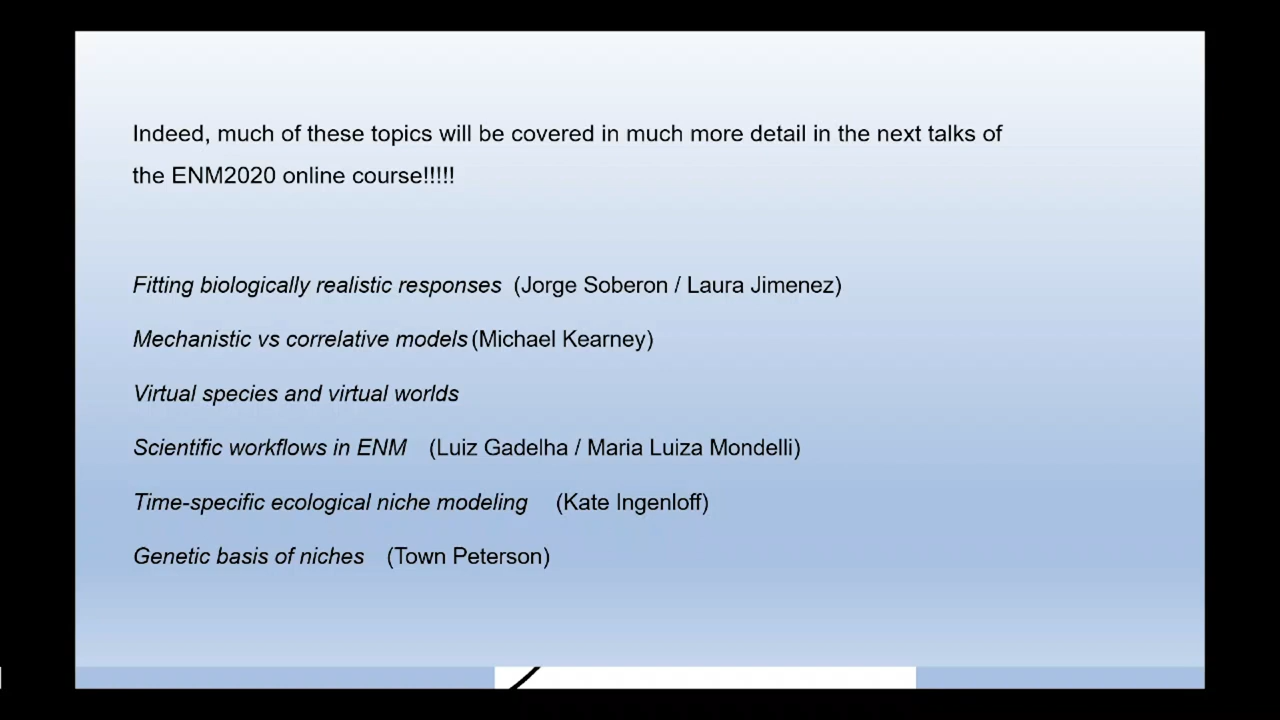 Indeed, much of these topics will be covered in much more detail in the next talks of
the ENM2020 online course!!!!!
Fitting biologically realistic responses (Jorge Soberon / Laura Jimenez)
Mechanistic vs correlative models (Michael Kearney)
Virtual species and virtual worlds
Scientific workflows in ENM (Luiz Gadelha / Maria Luiza Mondelli)
Time-specific ecological niche modeling (Kate Ingenloff)
Genetic basis of niches (Town Peterson)